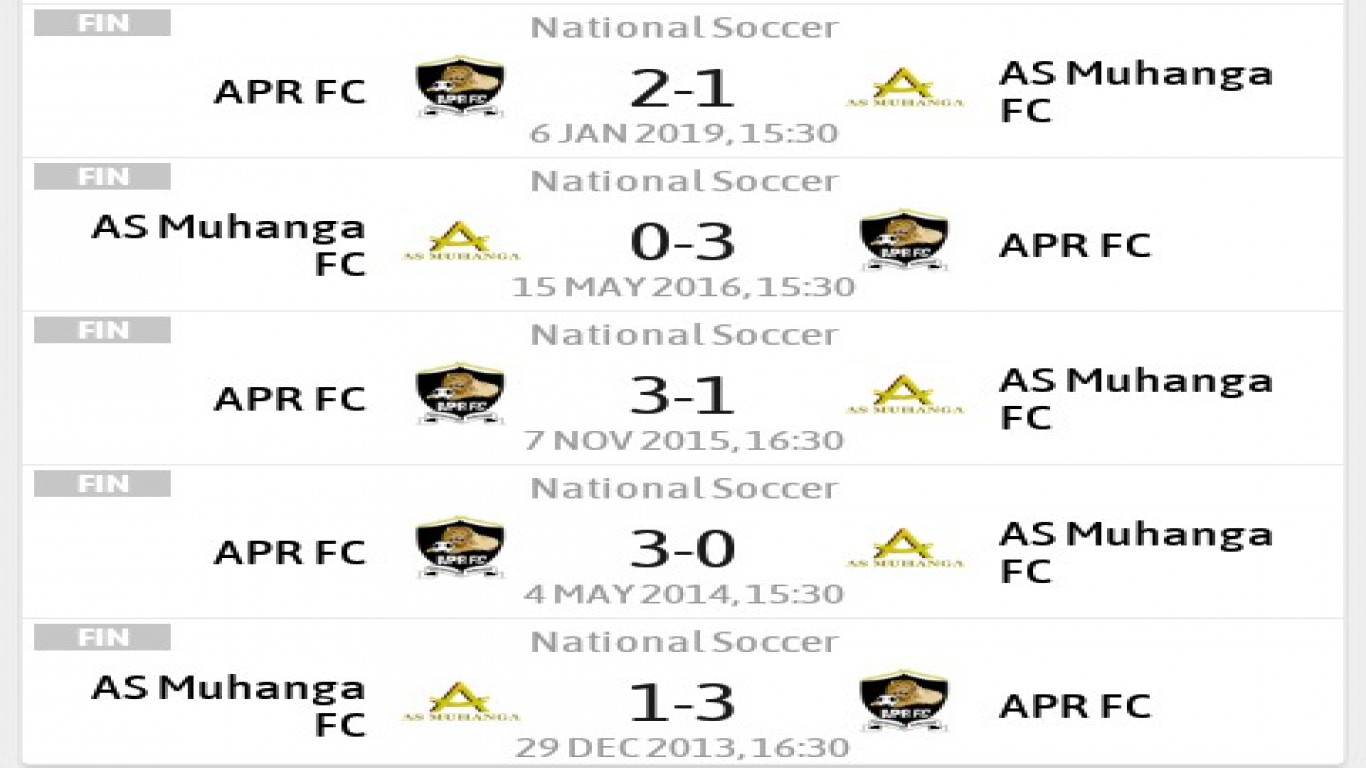 FIN
National Soccer
APR FC
APR FC
2-1
AS MUHANGA
AS Muhanga
FC
6 JAN 2019, 15:30
FIN
National Soccer
AS Muhanga
FC
AS MUHANGA
0-3
APR FC
APR FC
15 MAY 2016, 15:30
FIN
National Soccer
APR FC
APR FC
3-1
AS MUHANGA
AS Muhanga
FC
7 NOV 2015, 16:30
FIN
National Soccer
APR FC
APR FC
3-0
AS MUHANGA
AS Muhanga
FC
4 MAY 2014, 15:30
FIN
National Soccer
AS Muhanga
FC
AS MUHANGA
1-3
APR FC
APR FC
29 DEC 2013, 16:30